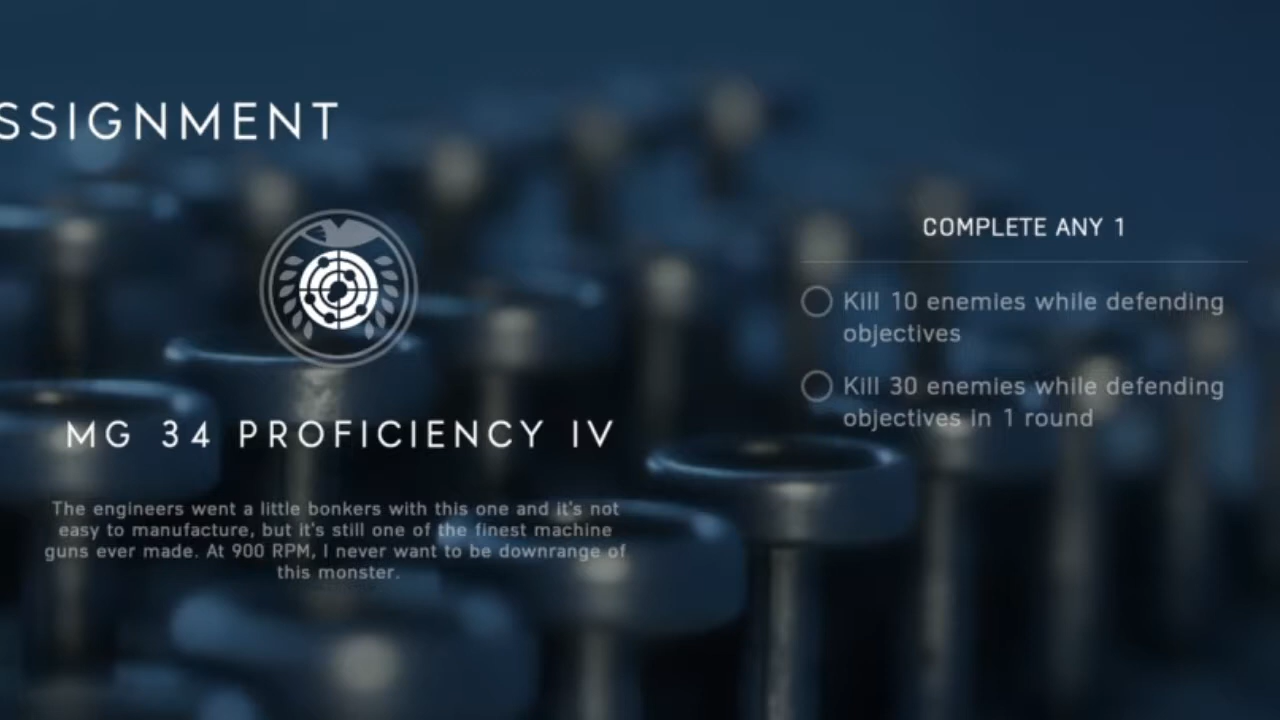 SSIGNMENT
MG 34 PROFICIENCY IV
The engineers went a little bonkers with this one and it's not
easy to manufacture, but it's still one of the finest machine
guns ever made. At 900 RPM, I never want to be downrange of
this monster.
COMPLETE ANY 1
Kill 10 enemies while defending
objectives
Kill 30 enemies while defending
objectives in 1 round